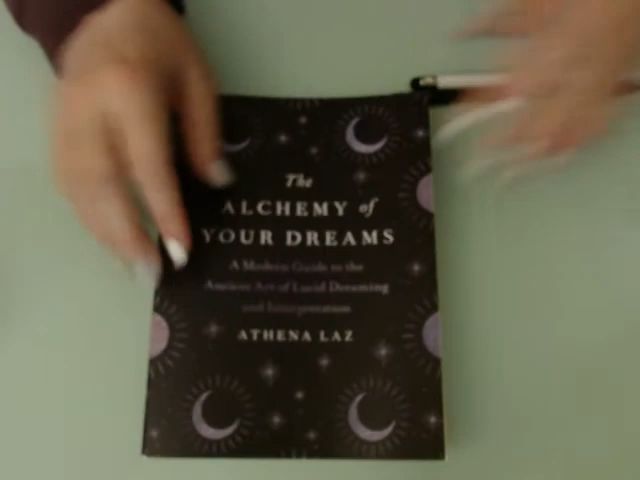 The
ALCHEMY of
YOUR DREAMS
A Modern Guide to the
Ancient Art of Lucid Dreaming
and Interpretation
ATHENA LAZ